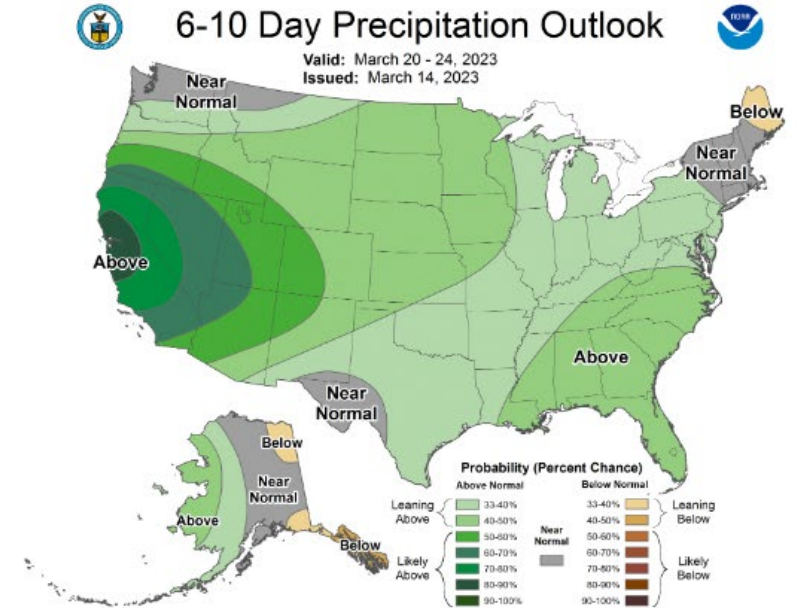 6-10 Day Precipitation Outlook
Valid: March 20 - 24, 2023
Issued: March 14, 2023
noaa
Near
Normal
Below
Near
Normal
Above
Above
Near
Normal
Below
Near
Normal
Above
Below
Probability (Percent Chance)
Above Normal
Below Normal
Leaning
Above
33-40%
40-50%
50-60%
60-70%
70-80%
80-90%
90-100%
Likely
Above
Near
Normal
33-40%
40-50%
50-60%
60-70%
70-80%
80-90%
90-100%
Leaning
Below
Likely
Below